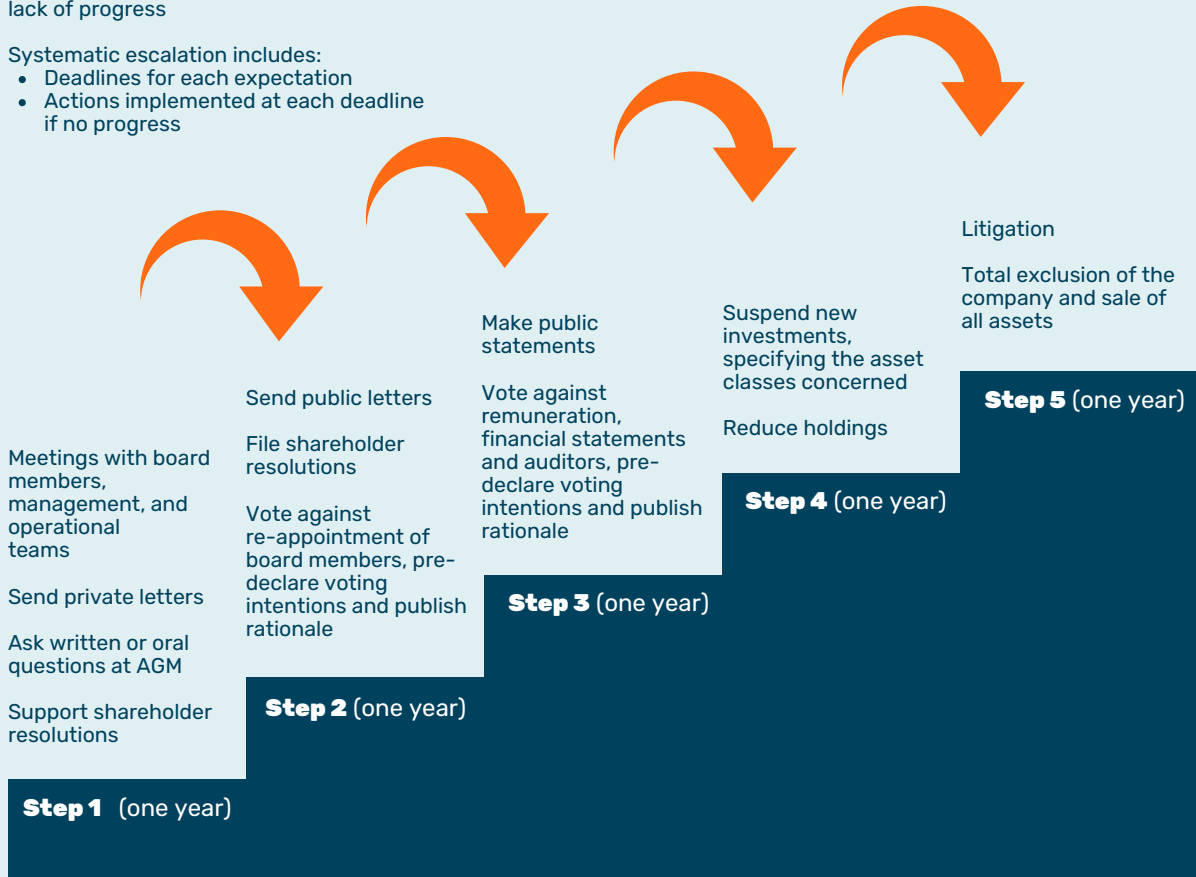 lack of progress
Systematic escalation includes:
• Deadlines for each expectation
• Actions implemented at each deadline
if no progress
Meetings with board
members,
management, and
operational
teams
Send private letters
Ask written or oral
questions at AGM
Support shareholder
resolutions
Step 1 (one year)
Send public letters
File shareholder
resolutions
Vote against
re-appointment of
board members, pre-
declare voting
intentions and publish
rationale
Step 2 (one year)
Make public
statements
Vote against
remuneration,
financial statements
and auditors, pre-
declare voting
intentions and publish
rationale
Step 3 (one year)
Suspend new
investments,
specifying the asset
classes concerned
Reduce holdings
Step 4 (one year)
Litigation
Total exclusion of the
company and sale of
all assets
Step 5 (one year)